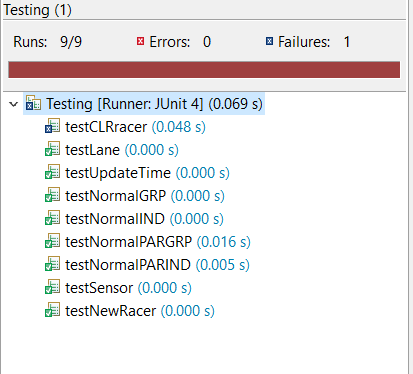 Testing (1)
Runs: 9/9 Errors: 0 Failures: 1
Testing [Runner: JUnit 4] (0.069 s)
testCLRracer (0.048 s)
testLane (0.000 s)
testUpdateTime (0.000 s)
testNormalGRP (0.000 s)
testNormalIND (0.000 s)
testNormalPARGRP (0.016 s)
testNormalPARIND (0.005 s)
testSensor (0.000 s)
testNewRacer (0.000 s)